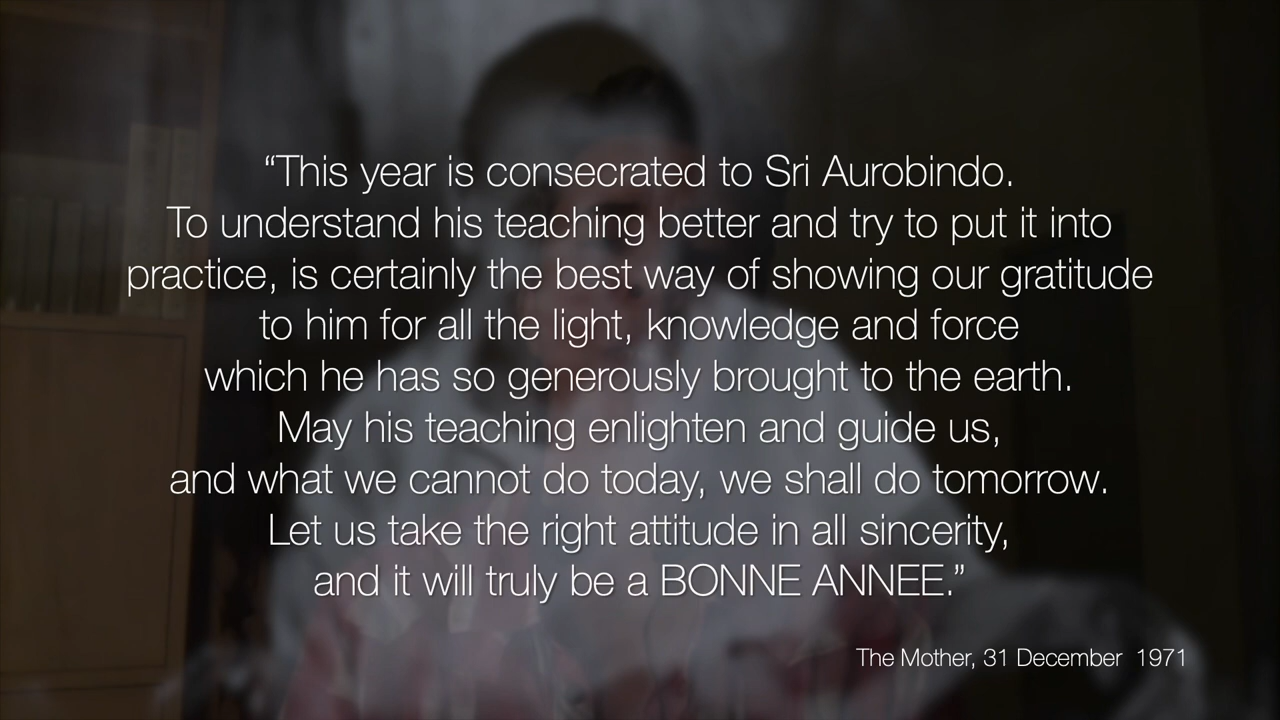 “This year is consecrated to Sri Aurobindo.
To understand his teaching better and try to put it into
practice, is certainly the best way of showing our gratitude
to him for all the light, knowledge and force
which he has so generously brought to the earth.
May his teaching enlighten and guide us,
and what we cannot do today, we shall do tomorrow.
Let us take the right attitude in all sincerity,
and it will truly be a BONNE ANNEE.”
The Mother, 31 December 1971